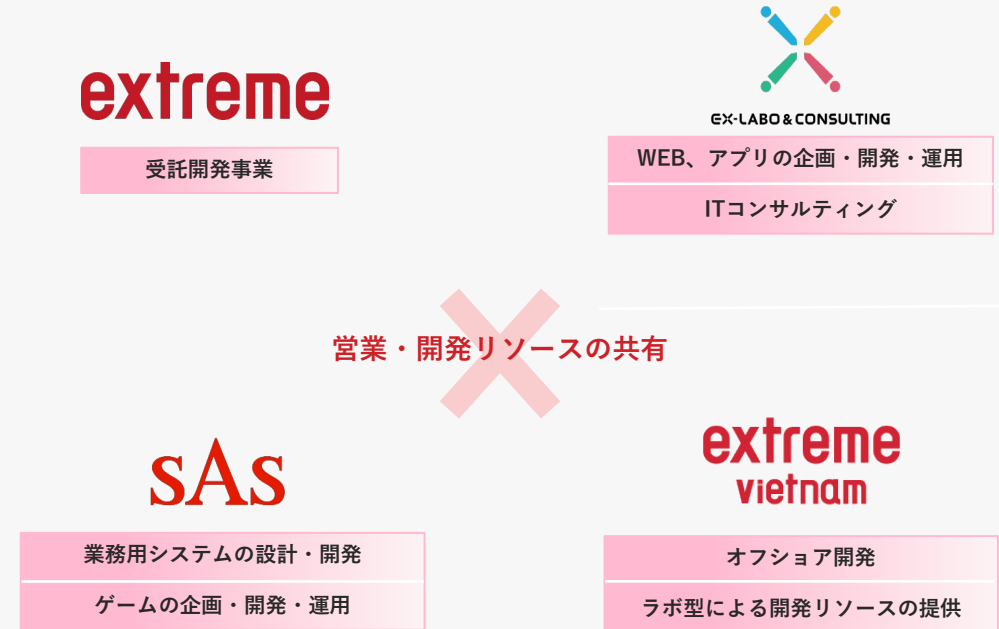 extreme
受託開発事業
EX-LABO & CONSULTING
WEB、アプリの企画・開発・運用
ITコンサルティング
営業・開発リソースの共有
SAS
業務用システムの設計・開発
ゲームの企画・開発・運用
extreme
vietnam
オフショア開発
ラボ型による開発リソースの提供